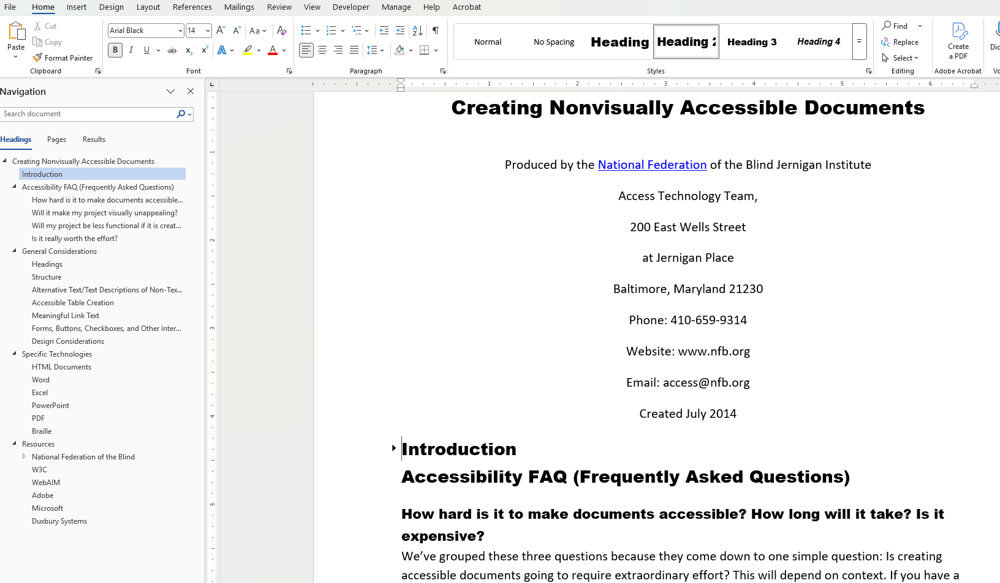 File Home Insert Design Layout References Mailings Review View Developer Manage Help Acrobat
Paste
Cut
Copy
Format Painter
Clipboard
Arial Black 14
Font
Paragraph
Normal No Spacing Heading Heading 2 Heading 3 Heading 4
Styles
Find
Replace
Select
Editing
Create
a PDF
Adobe Acrobat
Navigation
Search document
Headings Pages Results
Creating Nonvisually Accessible Documents
Introduction
Accessibility FAQ (Frequently Asked Questions)
How hard is it to make documents accessible...
Will it make my project visually unappealing?
Will my project be less functional if it is creat...
Is it really worth the effort?
General Considerations
Headings
Structure
Alternative Text/Text Descriptions of Non-Tex...
Accessible Table Creation
Meaningful Link Text
Forms, Buttons, Checkboxes, and Other Inter...
Design Considerations
Specific Technologies
HTML Documents
Word
Excel
PowerPoint
PDF
Braille
Resources
National Federation of the Blind
W3C
WebAIM
Adobe
Microsoft
Duxbury Systems
1 2 3 4 5 6
1
2
3
4
5
Creating Nonvisually Accessible Documents
Produced by the National Federation of the Blind Jernigan Institute
Access Technology Team,
200 East Wells Street
at Jernigan Place
Baltimore, Maryland 21230
Phone: 410-659-9314
Website: www.nfb.org
Email: access@nfb.org
Created July 2014
Introduction
Accessibility FAQ (Frequently Asked Questions)
How hard is it to make documents accessible? How long will it take? Is it
expensive?
We’ve grouped these three questions because they come down to one simple question: Is creating
accessible documents going to require extraordinary effort? This will depend on context. If you have a